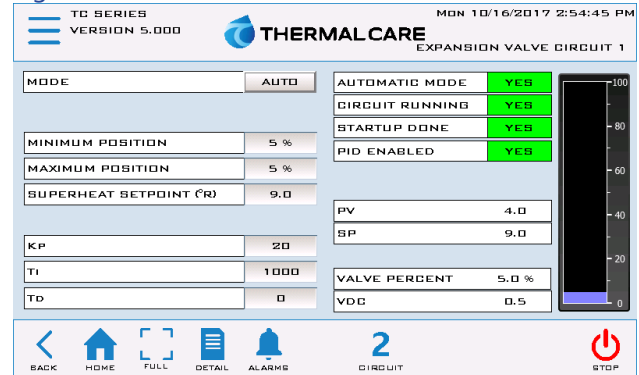 TC SERIES
VERSION 5.000
THERMALCARE
MON 10/16/2017 2:54:45 PM
EXPANSION VALVE CIRCUIT 1
MODE AUTO
MINIMUM POSITION 5 %
MAXIMUM POSITION 5 %
SUPERHEAT SETPOINT (°R) 9.0
KP 20
TI 1000
TD 0
AUTOMATIC MODE YES
CIRCUIT RUNNING YES
STARTUP DONE YES
PID ENABLED YES
PV 4.0
SP 9.0
VALVE PERCENT 5.0 %
VDC 0.5
100
80
60
40
20
0
BACK HOME FULL DETAIL ALARMS 2 CIRCUIT STOP